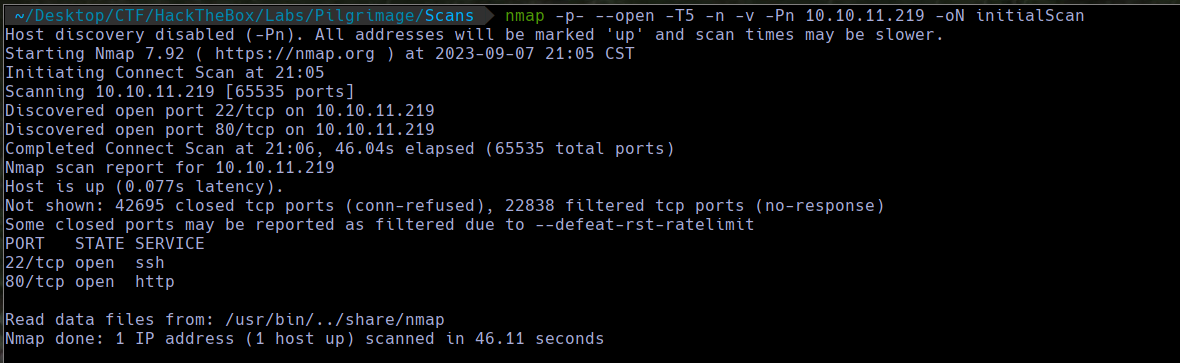 ~/Desktop/CTF/HackTheBox/Labs/Pilgrimage/Scans nmap -p- --open -T5 -n -v -Pn 10.10.11.219 -oN initialScan
Host discovery disabled (-Pn). All addresses will be marked 'up' and scan times may be slower.
Starting Nmap 7.92 ( https://nmap.org ) at 2023-09-07 21:05 CST
Initiating Connect Scan at 21:05
Scanning 10.10.11.219 [65535 ports]
Discovered open port 22/tcp on 10.10.11.219
Discovered open port 80/tcp on 10.10.11.219
Completed Connect Scan at 21:06, 46.04s elapsed (65535 total ports)
Nmap scan report for 10.10.11.219
Host is up (0.077s latency).
Not shown: 42695 closed tcp ports (conn-refused), 22838 filtered tcp ports (no-response)
Some closed ports may be reported as filtered due to --defeat-rst-ratelimit
PORT   STATE SERVICE
22/tcp open  ssh
80/tcp open  http
Read data files from: /usr/bin/../share/nmap
Nmap done: 1 IP address (1 host up) scanned in 46.11 seconds